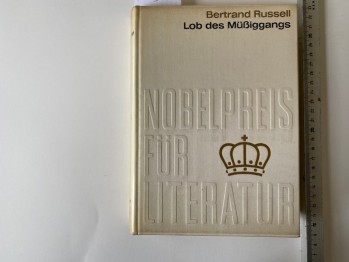 Bertrand Russell
Lob des Müßiggangs
NOBELPREIS
FÜR
LITERATUR